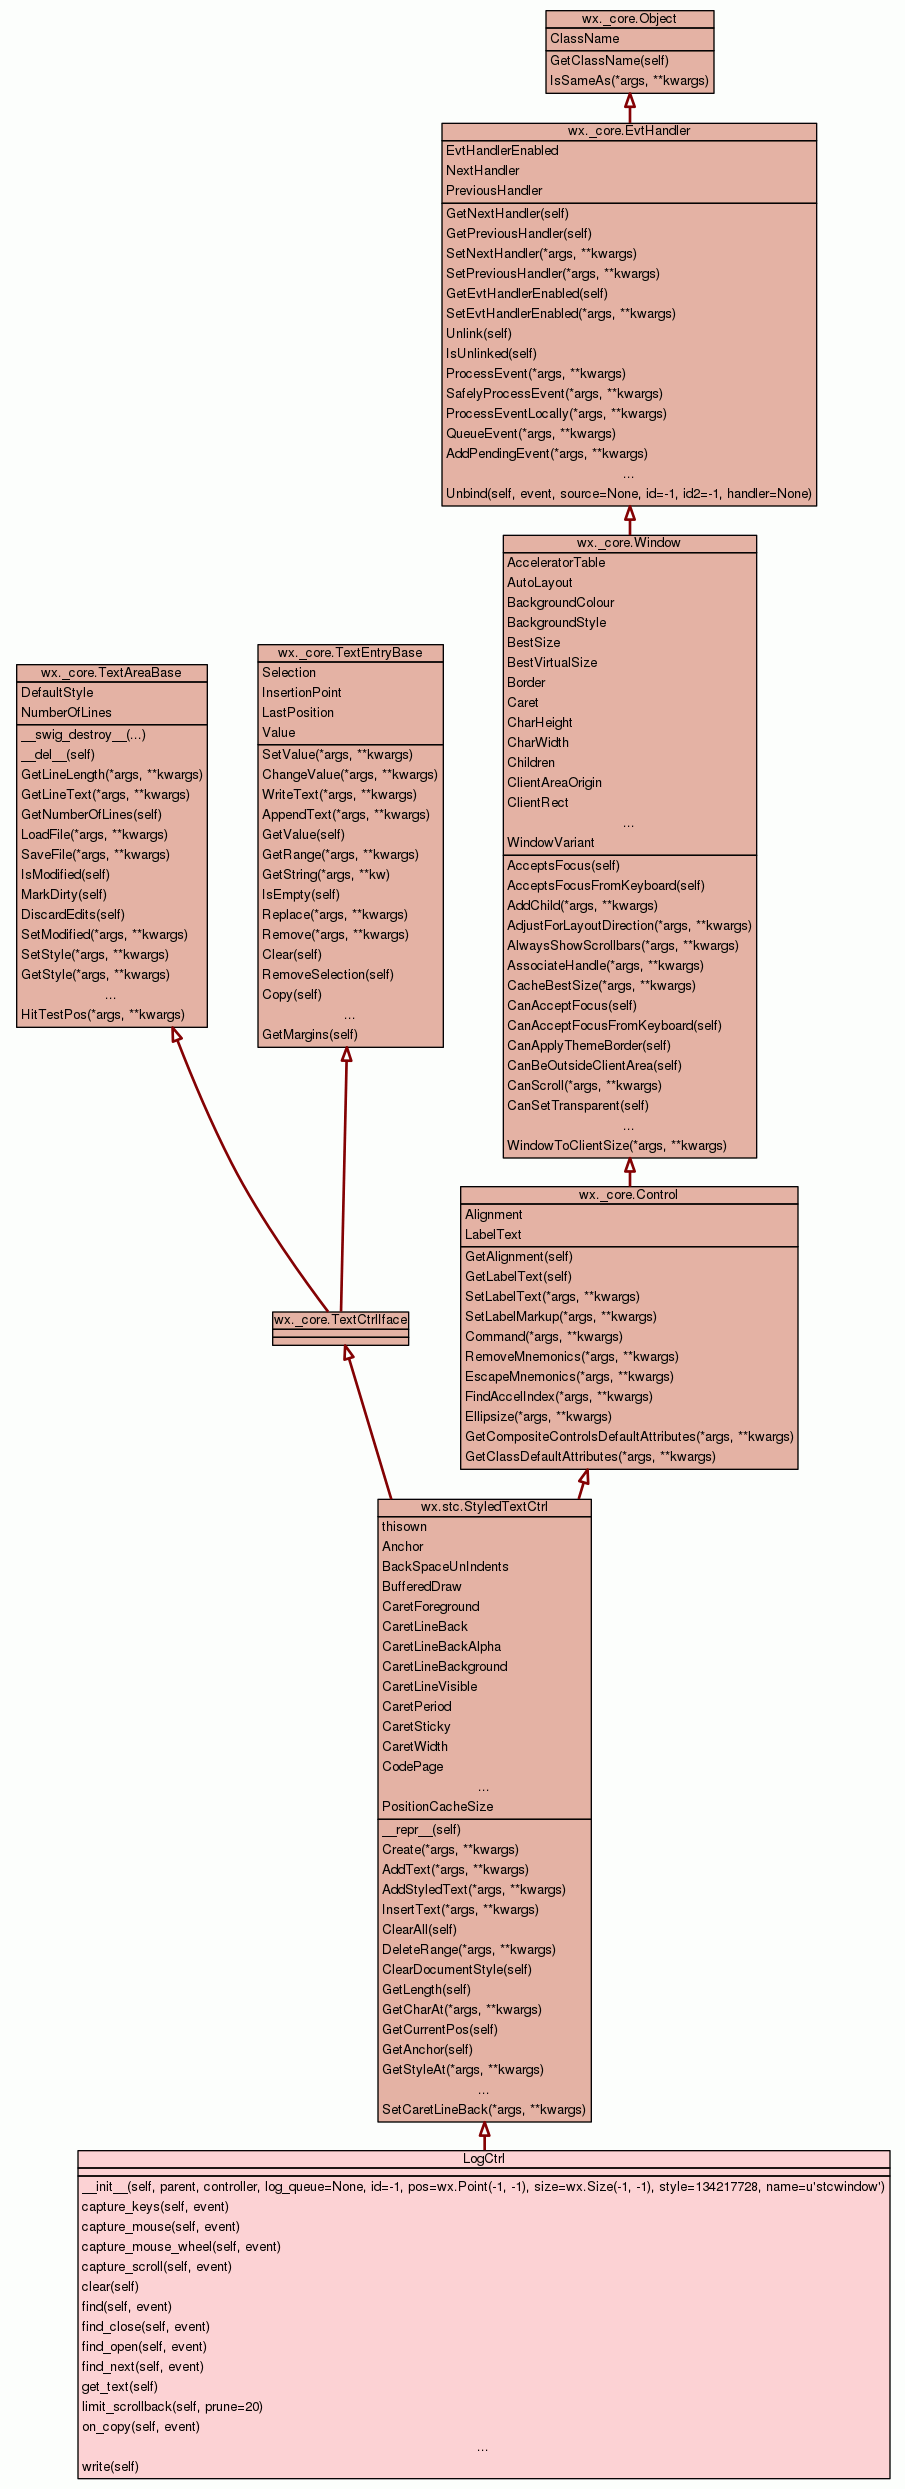 wx._core.Object
ClassName
GetClassName(self)
IsSameAs(*args, **kwargs)
wx._core.EvtHandler
EvtHandlerEnabled
NextHandler
PreviousHandler
GetNextHandler(self)
GetPreviousHandler(self)
SetNextHandler(*args, **kwargs)
SetPreviousHandler(*args, **kwargs)
GetEvtHandlerEnabled(self)
SetEvtHandlerEnabled(*args, **kwargs)
Unlink(self)
IsUnlinked(self)
ProcessEvent(*args, **kwargs)
SafelyProcessEvent(*args, **kwargs)
ProcessEventLocally(*args, **kwargs)
QueueEvent(*args, **kwargs)
AddPendingEvent(*args, **kwargs)
...
Unbind(self, event, source=None, id=-1, id2=-1, handler=None)
wx._core.Window
AcceleratorTable
AutoLayout
BackgroundColour
BackgroundStyle
BestSize
BestVirtualSize
Border
Caret
CharHeight
CharWidth
Children
ClientAreaOrigin
ClientRect
...
WindowVariant
AcceptsFocus(self)
AcceptsFocusFromKeyboard(self)
AddChild(*args, **kwargs)
AdjustForLayoutDirection(*args, **kwargs)
AlwaysShowScrollbars(*args, **kwargs)
AssociateHandle(*args, **kwargs)
CacheBestSize(*args, **kwargs)
CanAcceptFocus(self)
CanAcceptFocusFromKeyboard(self)
CanApplyThemeBorder(self)
CanBeOutsideClientArea(self)
CanScroll(*args, **kwargs)
CanSetTransparent(self)
...
WindowToClientSize(*args, **kwargs)
wx._core.TextAreaBase
DefaultStyle
NumberOfLines
__swig_destroy__(...)
__del__(self)
GetLineLength(*args, **kwargs)
GetLineText(*args, **kwargs)
GetNumberOfLines(self)
LoadFile(*args, **kwargs)
SaveFile(*args, **kwargs)
IsModified(self)
MarkDirty(self)
DiscardEdits(self)
SetModified(*args, **kwargs)
SetStyle(*args, **kwargs)
GetStyle(*args, **kwargs)
...
HitTestPos(*args, **kwargs)
wx._core.TextEntryBase
Selection
InsertionPoint
LastPosition
Value
SetValue(*args, **kwargs)
ChangeValue(*args, **kwargs)
WriteText(*args, **kwargs)
AppendText(*args, **kwargs)
GetValue(self)
GetRange(*args, **kwargs)
GetString(*args, **kw)
IsEmpty(self)
Replace(*args, **kwargs)
Remove(*args, **kwargs)
Clear(self)
RemoveSelection(self)
Copy(self)
...
GetMargins(self)
wx._core.Control
Alignment
LabelText
GetAlignment(self)
GetLabelText(self)
SetLabelText(*args, **kwargs)
SetLabelMarkup(*args, **kwargs)
Command(*args, **kwargs)
RemoveMnemonics(*args, **kwargs)
EscapeMnemonics(*args, **kwargs)
FindAccelIndex(*args, **kwargs)
Ellipsize(*args, **kwargs)
GetCompositeControlsDefaultAttributes(*args, **kwargs)
GetClassDefaultAttributes(*args, **kwargs)
wx._core.TextCtrlIface
wx.stc.StyledTextCtrl
thisown
Anchor
BackSpaceUnIndents
BufferedDraw
CaretForeground
CaretLineBack
CaretLineBackAlpha
CaretLineBackground
CaretLineVisible
CaretPeriod
CaretSticky
CaretWidth
CodePage
...
PositionCacheSize
__repr__(self)
Create(*args, **kwargs)
AddText(*args, **kwargs)
AddStyledText(*args, **kwargs)
InsertText(*args, **kwargs)
ClearAll(self)
DeleteRange(*args, **kwargs)
ClearDocumentStyle(self)
GetLength(self)
GetCharAt(*args, **kwargs)
GetCurrentPos(self)
GetAnchor(self)
GetStyleAt(*args, **kwargs)
...
SetCaretLineBack(*args, **kwargs)
LogCtrl
__init__(self, parent, controller, log_queue=None, id=-1, pos=wx.Point(-1, -1), size=wx.Size(-1, -1), style=134217728, name=u'stcwindow')
capture_keys(self, event)
capture_mouse(self, event)
capture_mouse_wheel(self, event)
capture_scroll(self, event)
clear(self)
find(self, event)
find_close(self, event)
find_open(self, event)
find_next(self, event)
get_text(self)
limit_scrollback(self, prune=20)
on_copy(self, event)
...
write(self)